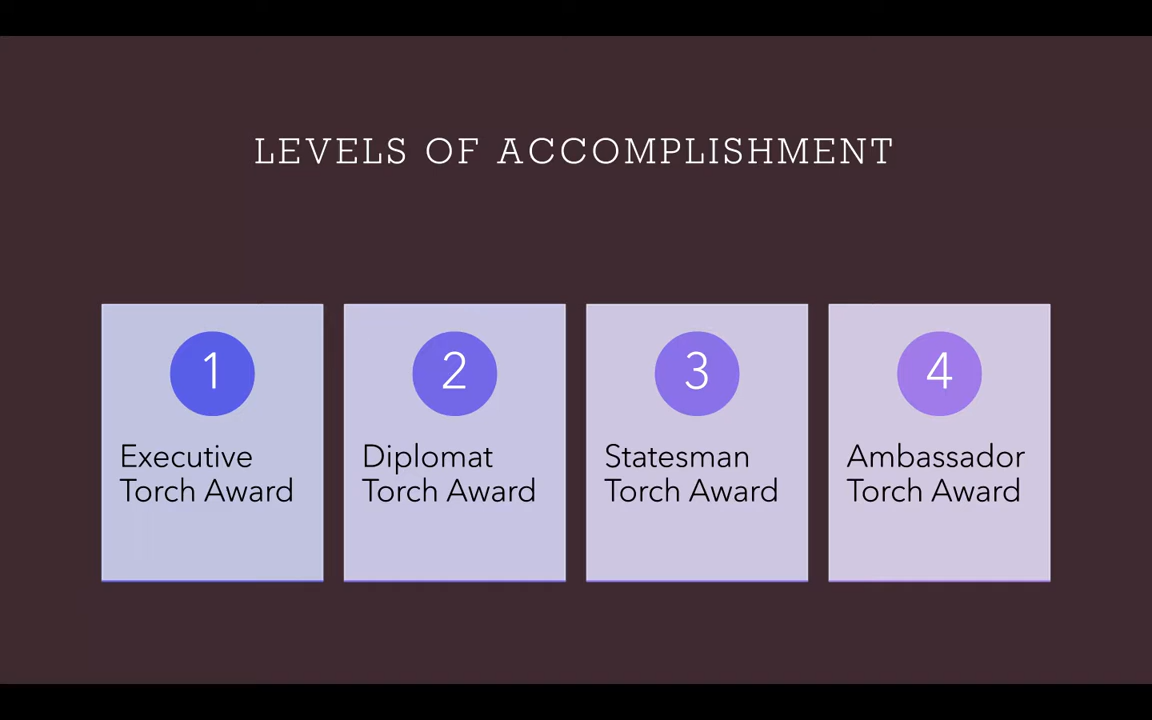 LEVELS OF ACCOMPLISHMENT
1
Executive
Torch Award
2
Diplomat
Torch Award
3
Statesman
Torch Award
4
Ambassador
Torch Award